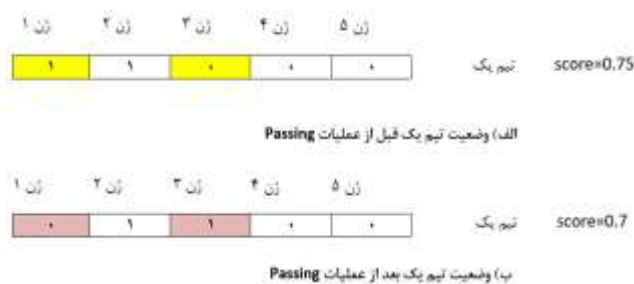 ژن ۱ ژن ۲ ژن ۳ ژن ۴ ژن ۵
۱ ۱ ۰ ۰ ۰ تیم یک score=0.75
الف) وضعیت تیم یک قبل از عملیات Passing
ژن ۱ ژن ۲ ژن ۳ ژن ۴ ژن ۵
۰ ۱ ۱ ۰ ۰ تیم یک score=0.7
ب) وضعیت تیم یک بعد از عملیات Passing